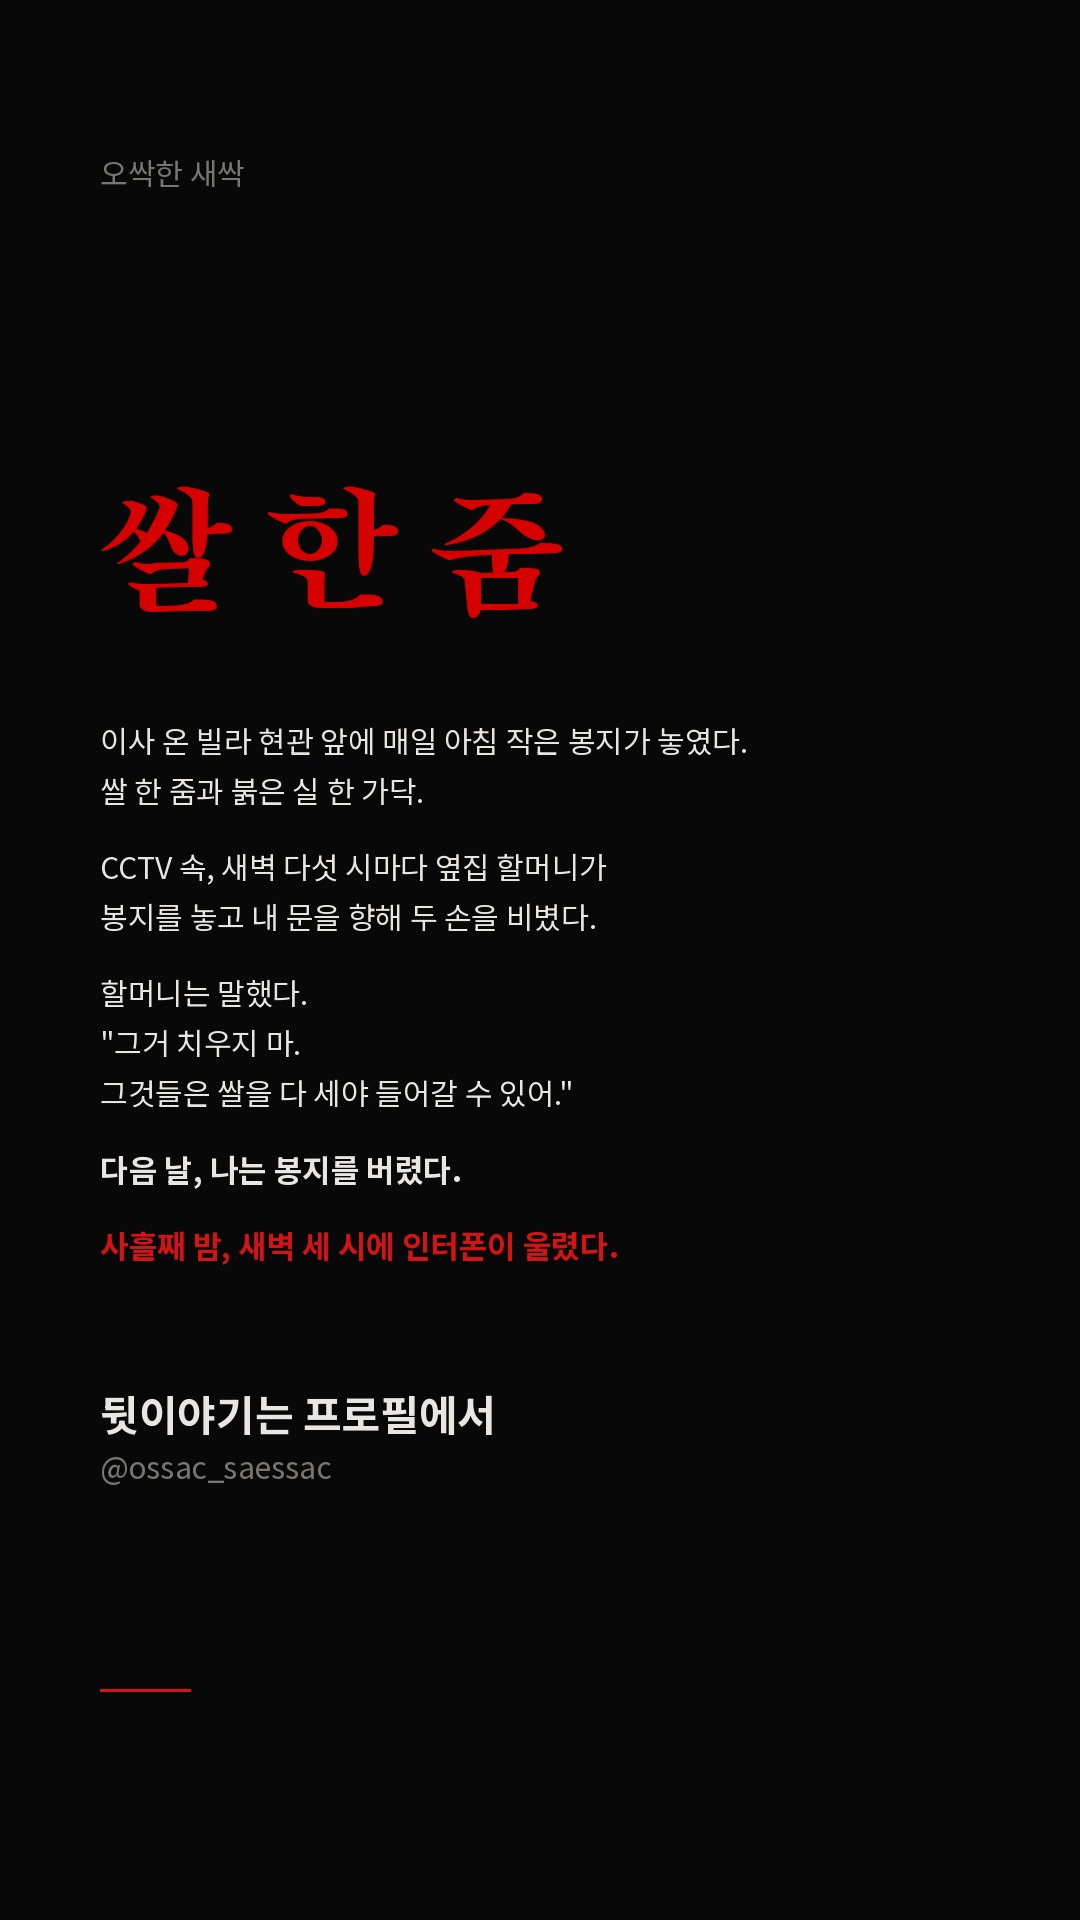 오싹한 새싹
쌀 한 줌
이사 온 빌라 현관 앞에 매일 아침 작은 봉지가 놓였다.
쌀 한 줌과 붉은 실 한 가닥.
CCTV 속, 새벽 다섯 시마다 옆집 할머니가
봉지를 놓고 내 문을 향해 두 손을 비볐다.
할머니는 말했다.
"그거 치우지 마.
그것들은 쌀을 다 세야 들어갈 수 있어."
다음 날, 나는 봉지를 버렸다.
사흘째 밤, 새벽 세 시에 인터폰이 울렸다.
뒷이야기는 프로필에서
@ossac_saessac